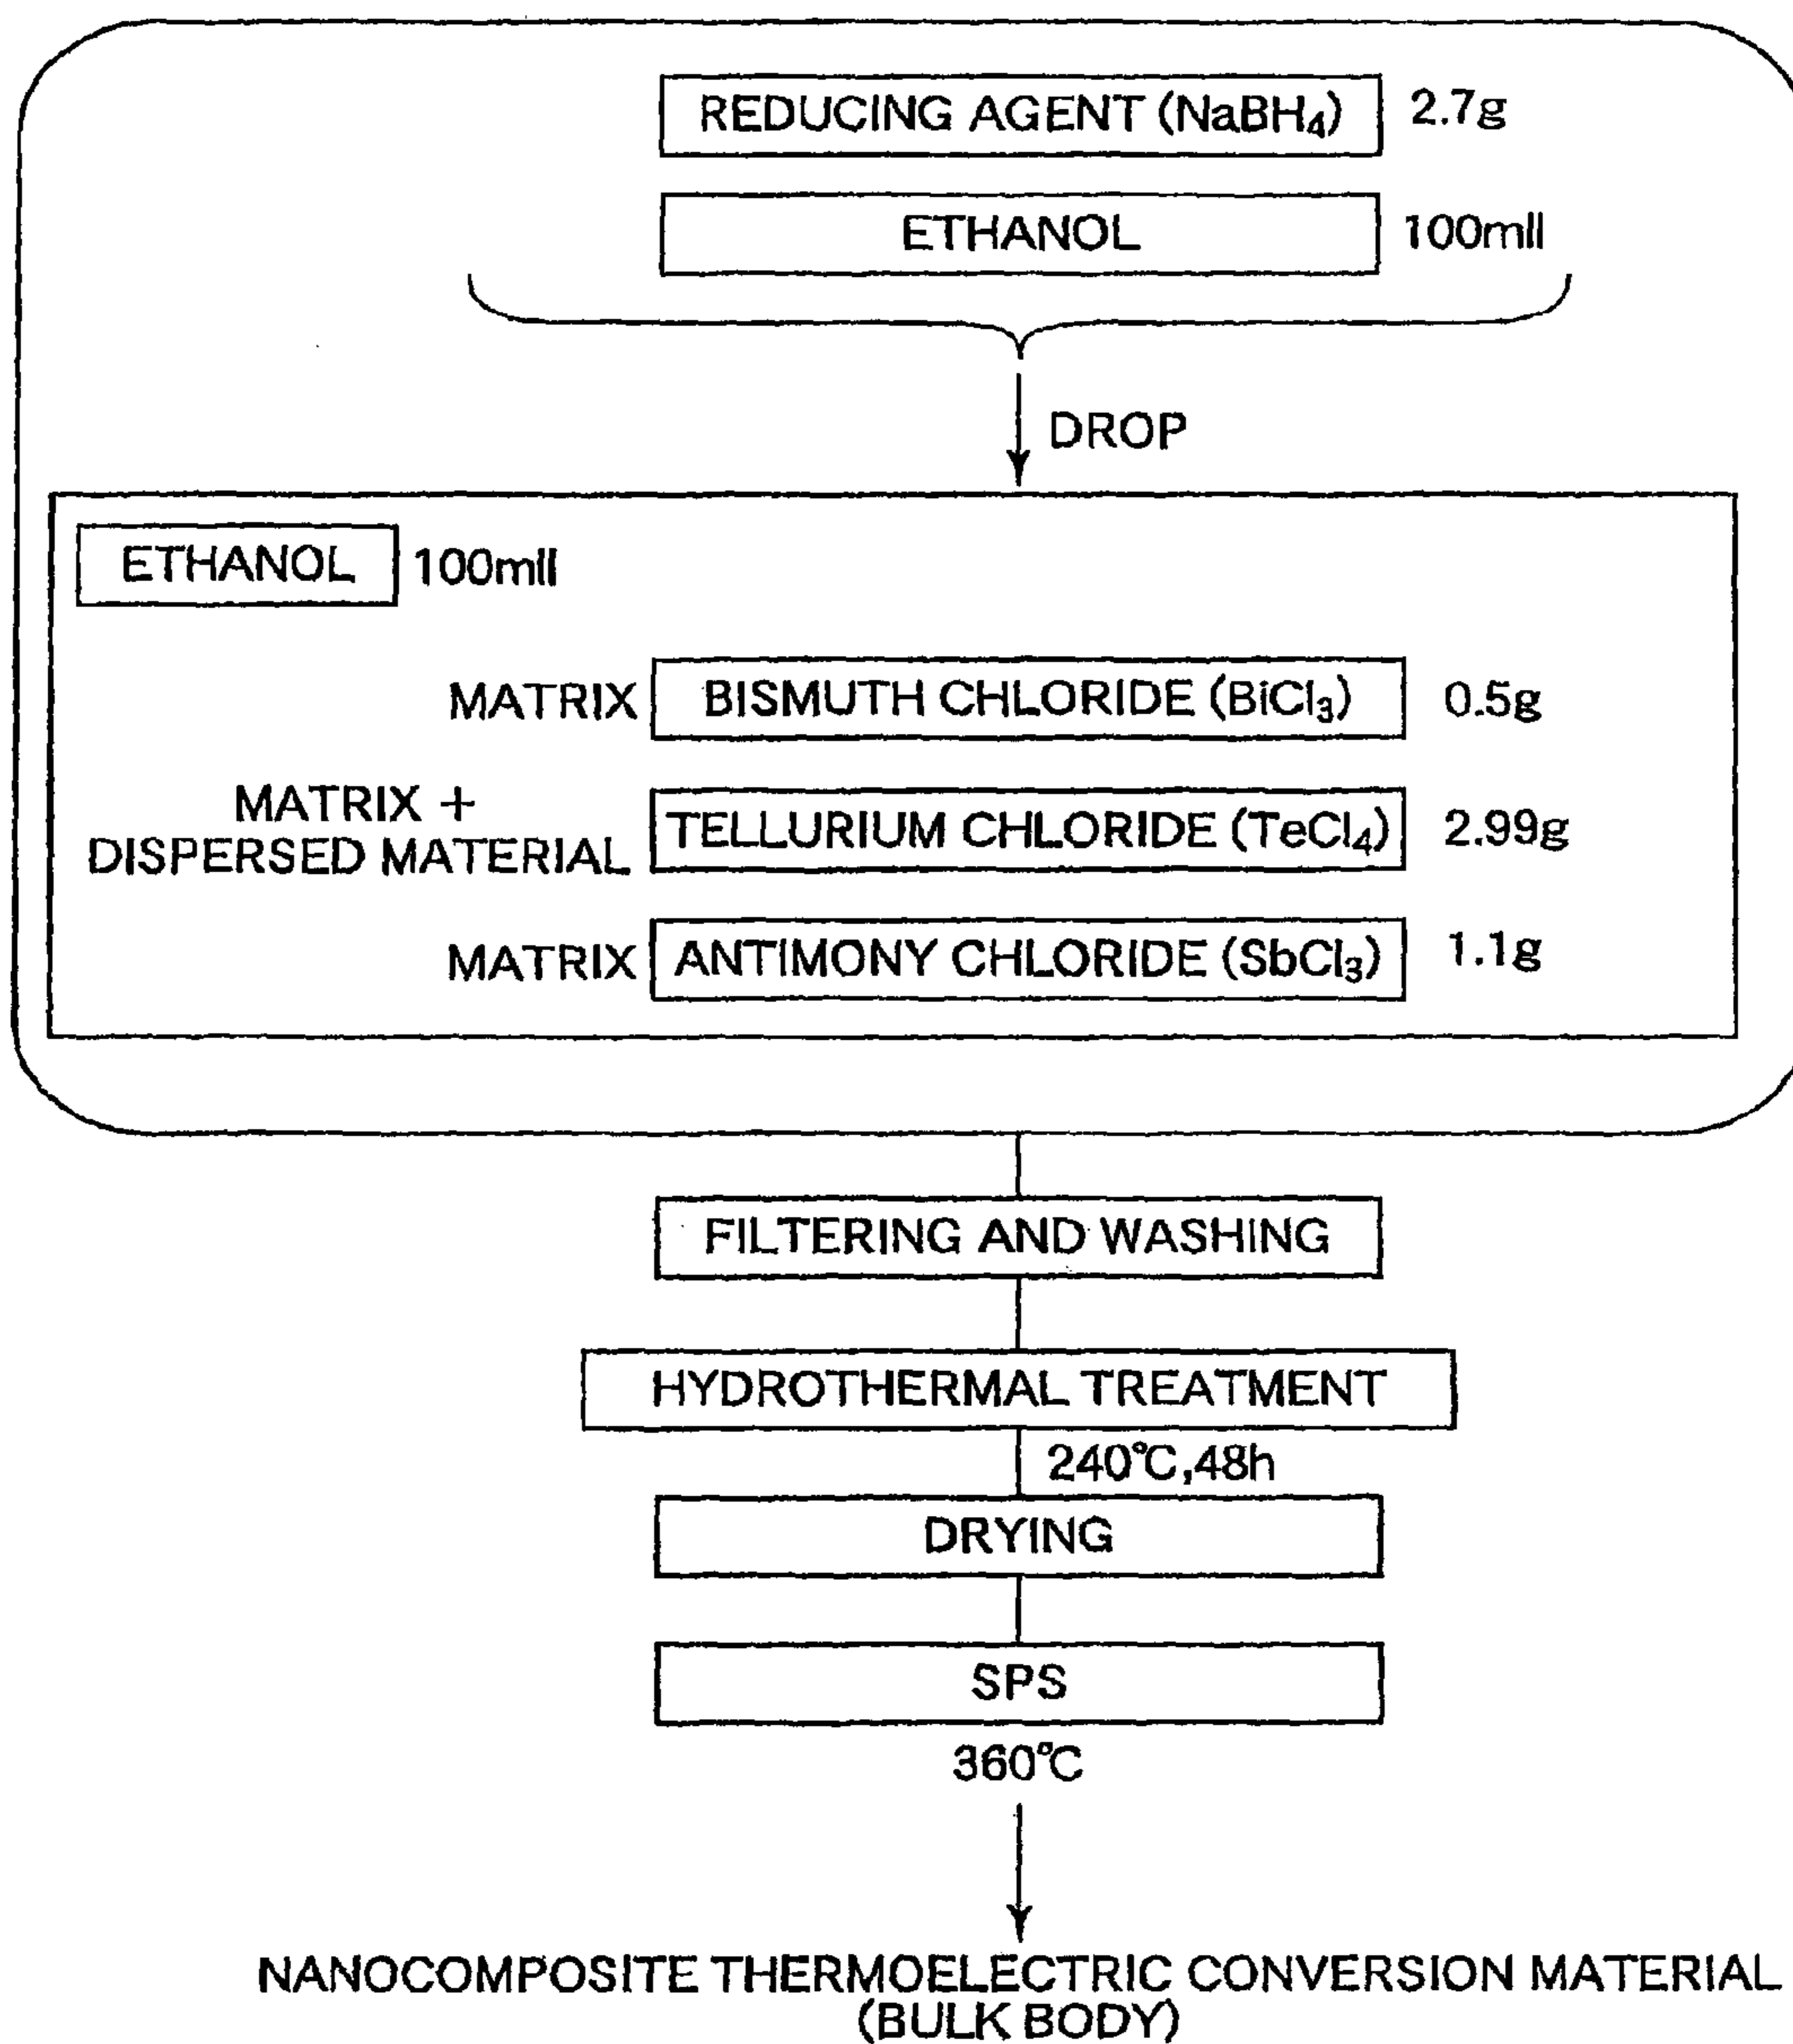 REDUCING AGENT (NaBH₄) 2.7g
ETHANOL 100mll
DROP
ETHANOL 100mll
MATRIX BISMUTH CHLORIDE (BiCl₃) 0.5g
MATRIX +
DISPERSED MATERIAL TELLURIUM CHLORIDE (TeCl₄) 2.99g
MATRIX ANTIMONY CHLORIDE (SbCl₃) 1.1g
FILTERING AND WASHING
HYDROTHERMAL TREATMENT
240℃,48h
DRYING
SPS
360℃
NANOCOMPOSITE THERMOELECTRIC CONVERSION MATERIAL
(BULK BODY)